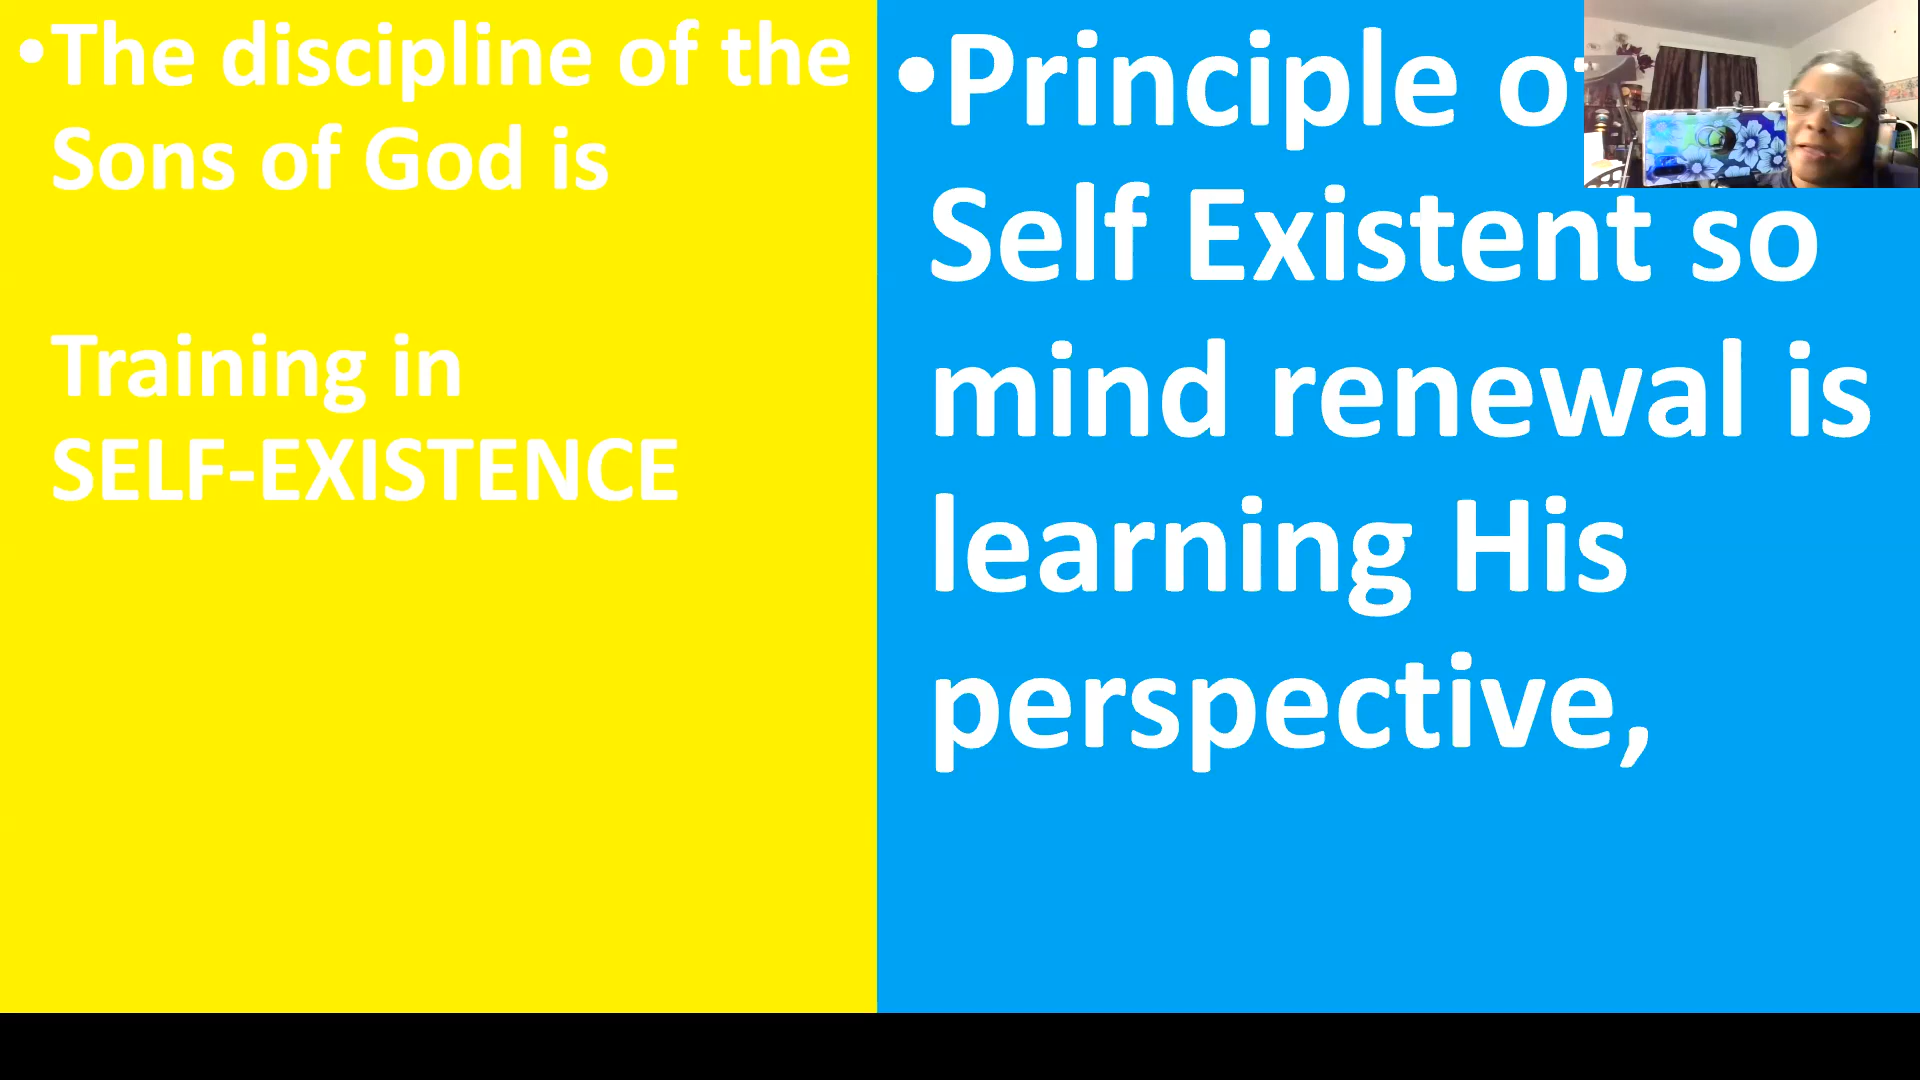 •The discipline of the
Sons of God is
Training in
SELF-EXISTENCE
•Principle
Self Existent so
mind renewal is
learning His
perspective,